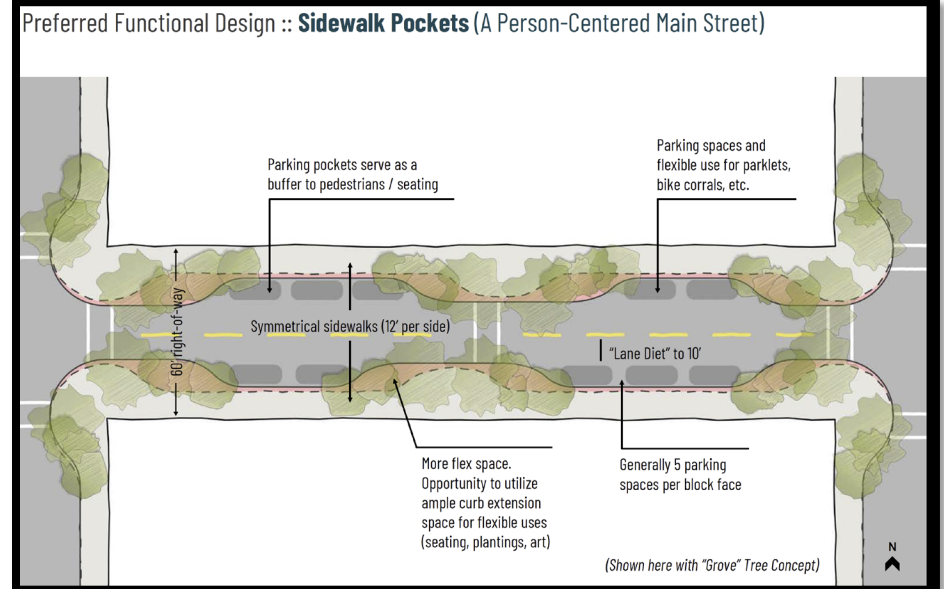 Preferred Functional Design :: Sidewalk Pockets (A Person-Centered Main Street)
Parking pockets serve as a
buffer to pedestrians / seating
Parking spaces and
flexible use for parklets,
bike corrals, etc.
60' right-of-way
Symmetrical sidewalks (12' per side)
"Lane Diet" to 10'
More flex space.
Opportunity to utilize
ample curb extension
space for flexible uses
(seating, plantings, art)
Generally 5 parking
spaces per block face
(Shown here with "Grove" Tree Concept)
N